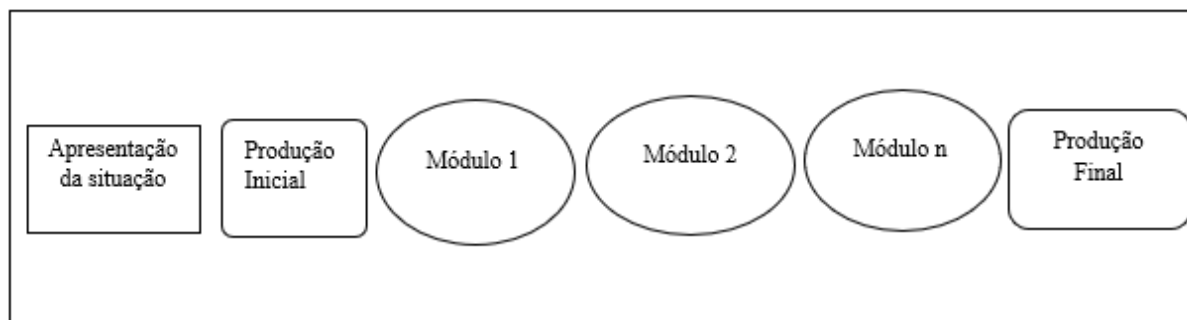 Apresentação
da situação
Produção
Inicial
Módulo 1
Módulo 2
Módulo n
Produção
Final